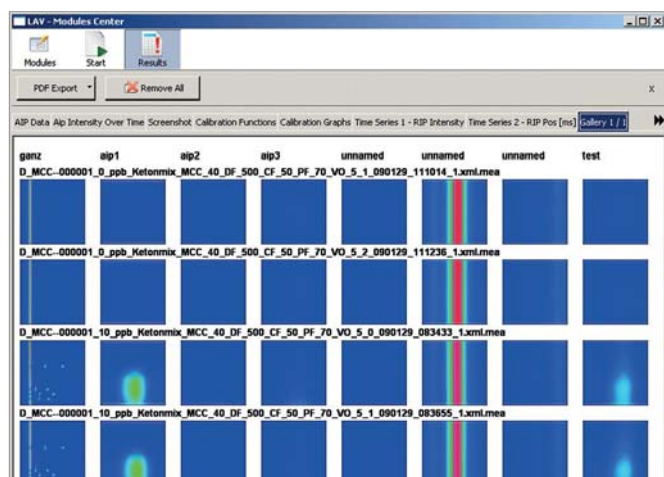 LAV - Modules Center
Modules Start Results
PDF Export Remove All x
AIP Data Aip Intensity Over Time Screenshot Calibration Functions Calibration Graphs Time Series 1 - RIP Intensity Time Series 2 - RIP Pos [ms] Gallery 1 / 1
ganz aip1 aip2 aip3 unnamed unnamed unnamed test
D_MCC--000001_0_ppb_Ketonmix_MCC_40_DF_500_CF_50_PF_70_VO_5_1_090129_111014_1.xml.mea
D_MCC--000001_0_ppb_Ketonmix_MCC_40_DF_500_CF_50_PF_70_VO_5_2_090129_111236_1.xml.mea
D_MCC--000001_10_ppb_Ketonmix_MCC_40_DF_500_CF_50_PF_70_VO_5_0_090129_083433_1.xml.mea
D_MCC--000001_10_ppb_Ketonmix_MCC_40_DF_500_CF_50_PF_70_VO_5_1_090129_083655_1.xml.mea